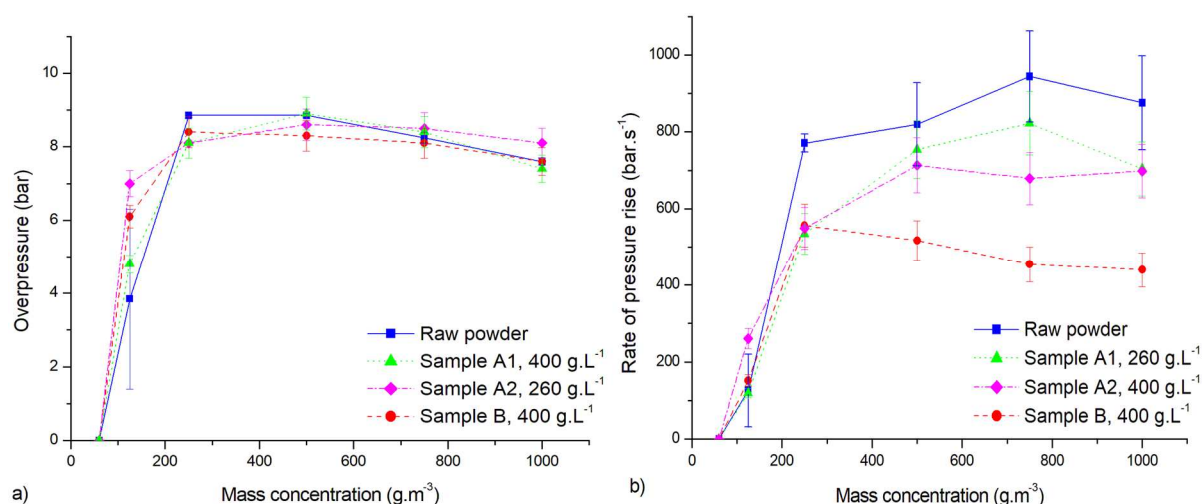 10
8
6
4
2
0
Overpressure (bar)
Raw powder
Sample A1, 400 g.L⁻¹
Sample A2, 260 g.L⁻¹
Sample B, 400 g.L⁻¹
0 200 400 600 800 1000
a) Mass concentration (g.m⁻³)
1000
800
600
400
200
0
Rate of pressure rise (bar.s⁻¹)
Raw powder
Sample A1, 260 g.L⁻¹
Sample A2, 400 g.L⁻¹
Sample B, 400 g.L⁻¹
0 200 400 600 800 1000
b) Mass concentration (g.m⁻³)